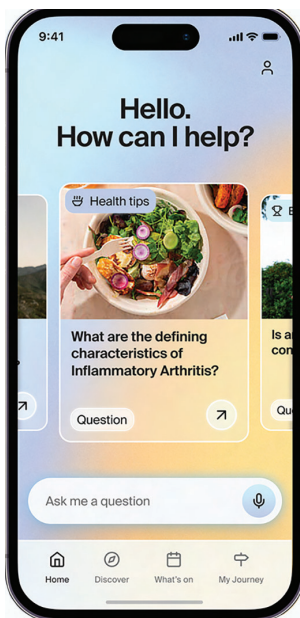 9:41
Hello.
How can I help?
Health tips
What are the defining
characteristics of
Inflammatory Arthritis?
Question
Is a
con
Qu
Ask me a question
Home
Discover
What's on
My Journey